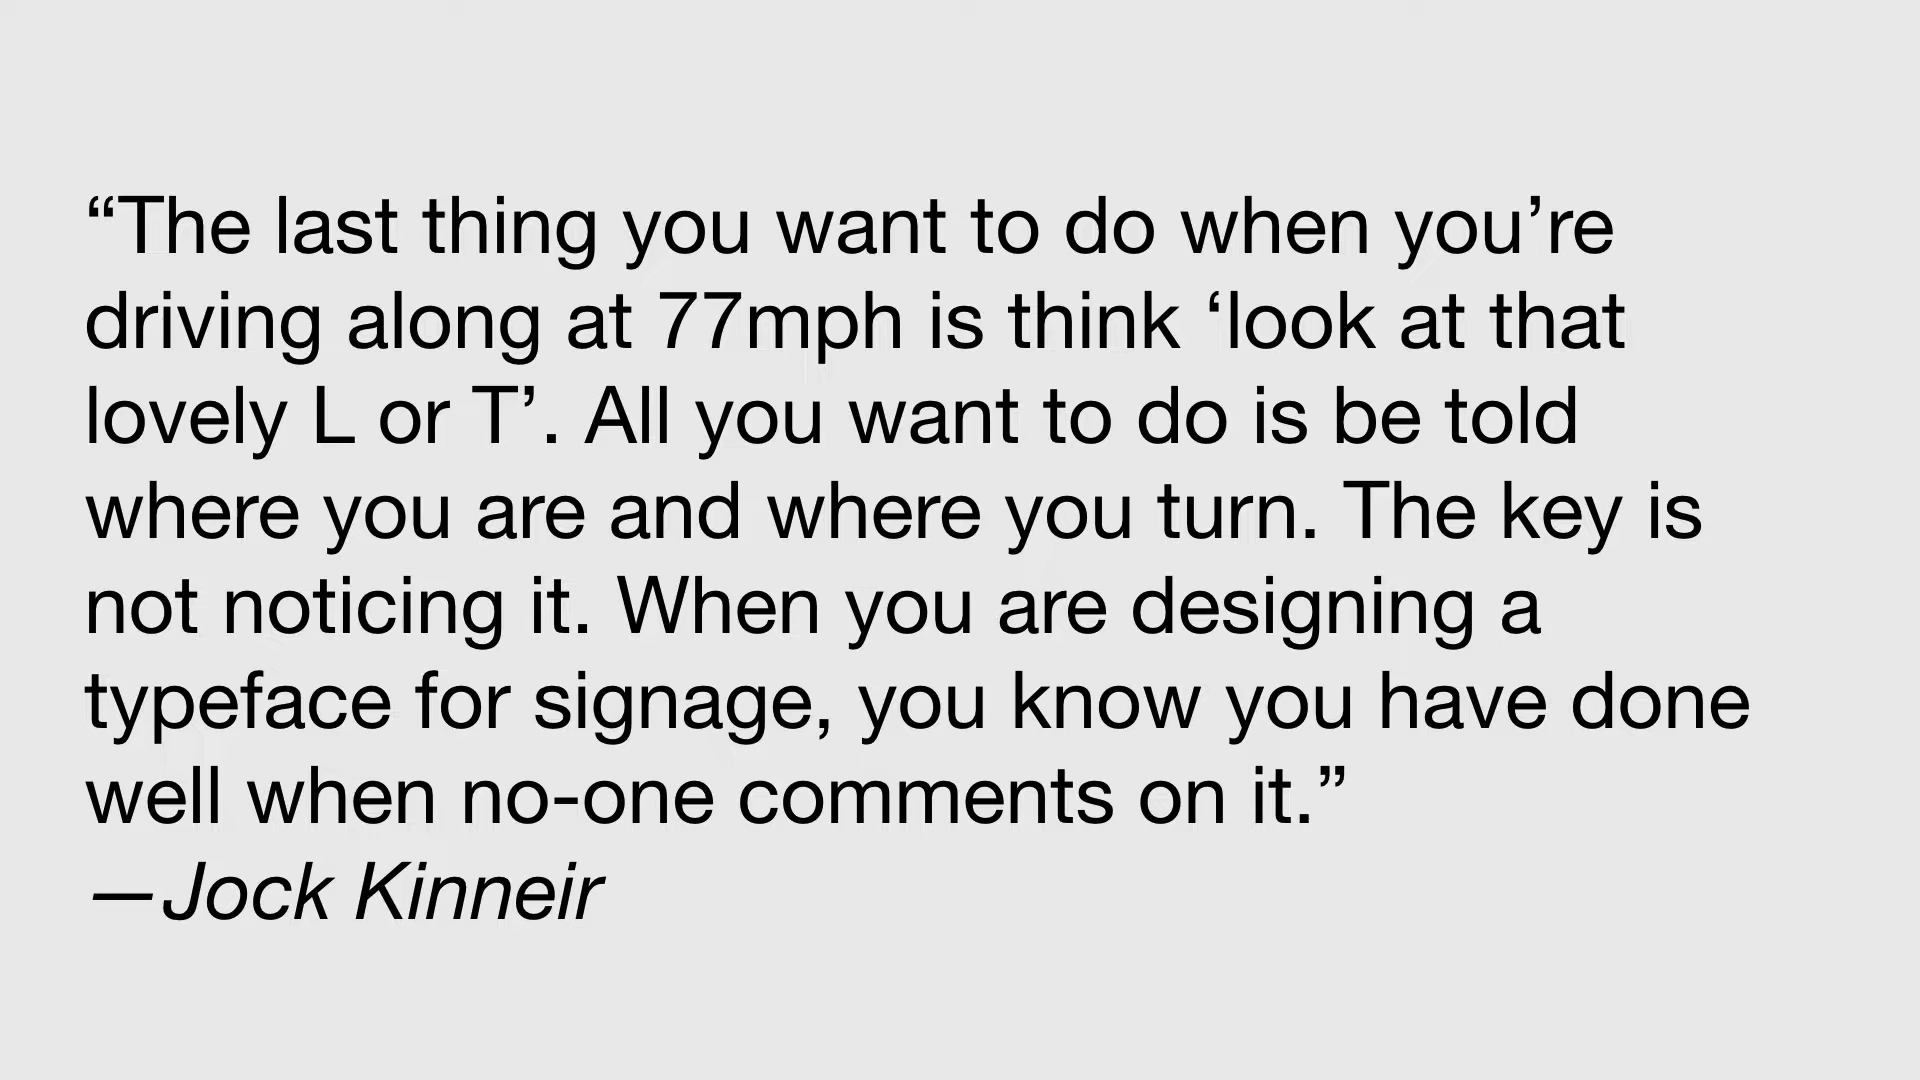 “The last thing you want to do when you’re
driving along at 77mph is think ‘look at that
lovely L or T’. All you want to do is be told
where you are and where you turn. The key is
not noticing it. When you are designing a
typeface for signage, you know you have done
well when no-one comments on it.”
—Jock Kinneir